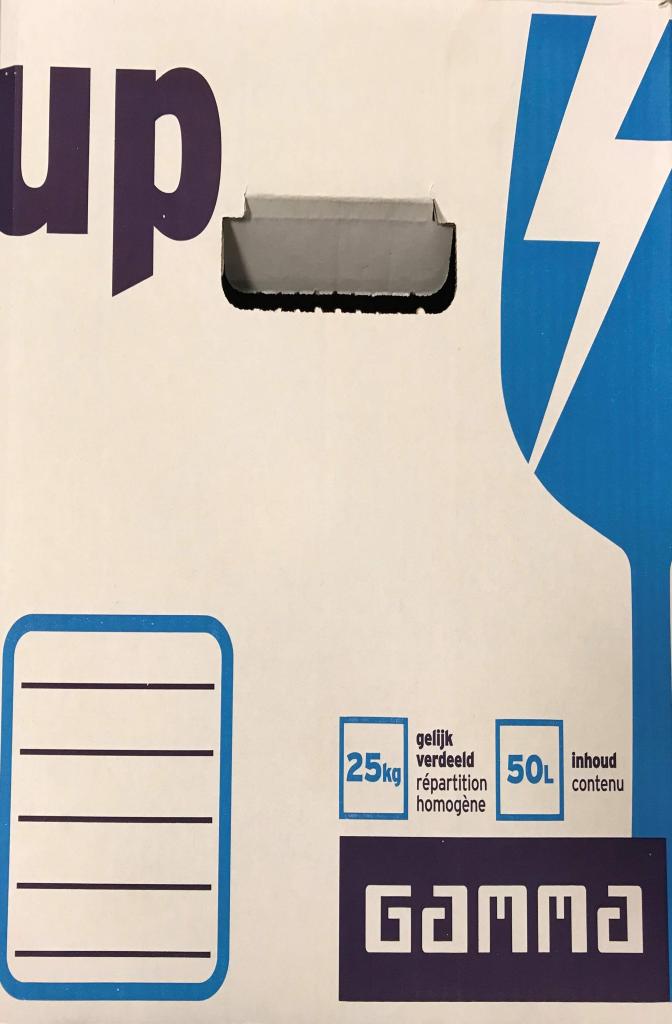 up
25kg
gelijk
verdeeld
répartition
homogène
50L
inhoud
contenu
GAMMA